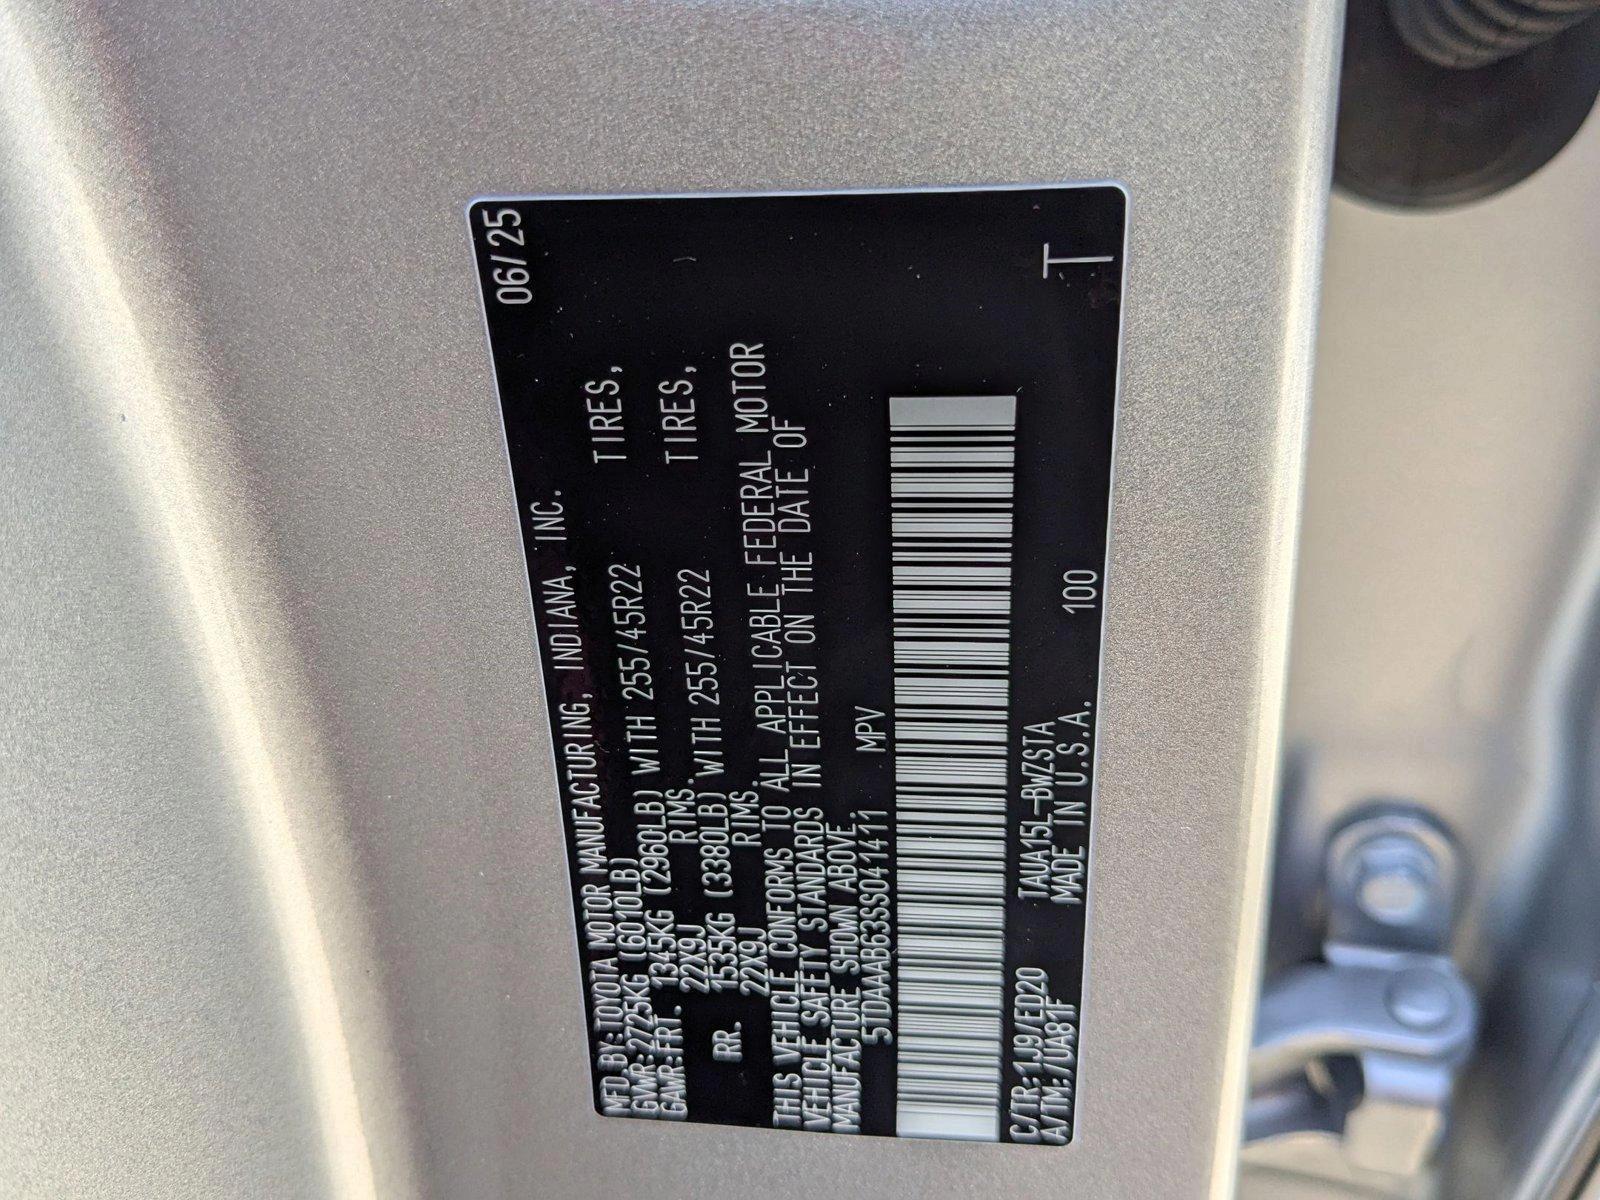 MFD BY: TOYOTA MOTOR MANUFACTURING, INDIANA, INC. 06/25
GVWR: 2725KG (6010LB)
GAWR: FRT. 1345KG (2960LB) WITH 255/45R22 TIRES,
22X9J RIMS.
RR. 1535KG (3380LB) WITH 255/45R22 TIRES,
22X9J RIMS.
THIS VEHICLE CONFORMS TO ALL APPLICABLE FEDERAL MOTOR
VEHICLE SAFETY STANDARDS IN EFFECT ON THE DATE OF
MANUFACTURE SHOWN ABOVE.
5TDAAAB63SS041411 MPV
C/TR: 1J9/ED20 TAUA15L-BWZSTA 100 T
A/TM: /UA81F MADE IN U.S.A.